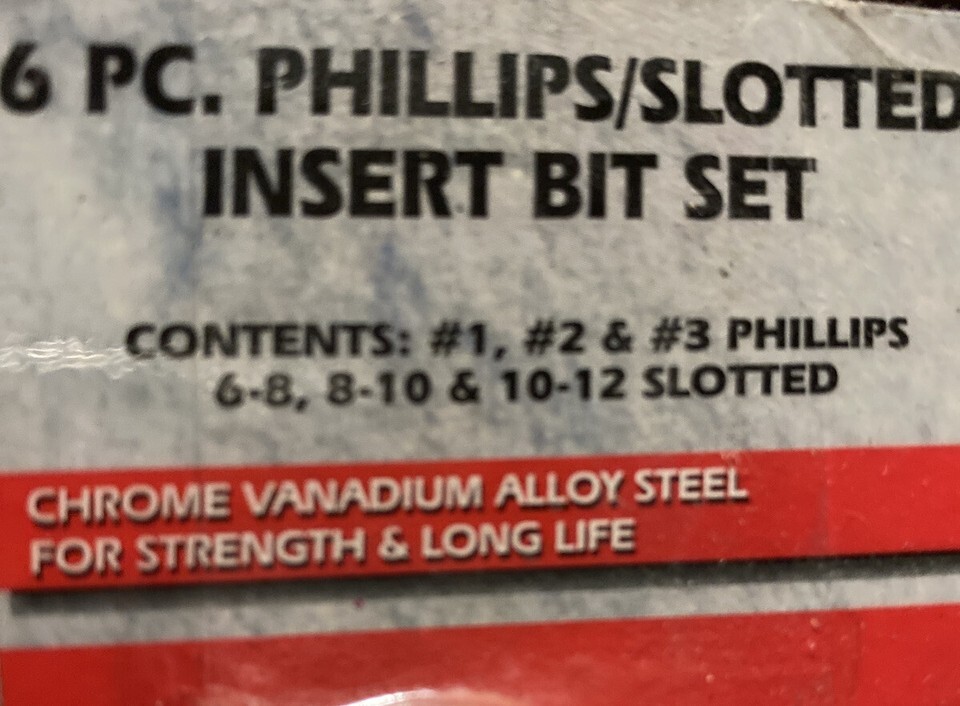 6 PC. PHILLIPS/SLOTTED
INSERT BIT SET
CONTENTS: #1, #2 & #3 PHILLIPS
6-8, 8-10 & 10-12 SLOTTED
CHROME VANADIUM ALLOY STEEL
FOR STRENGTH & LONG LIFE